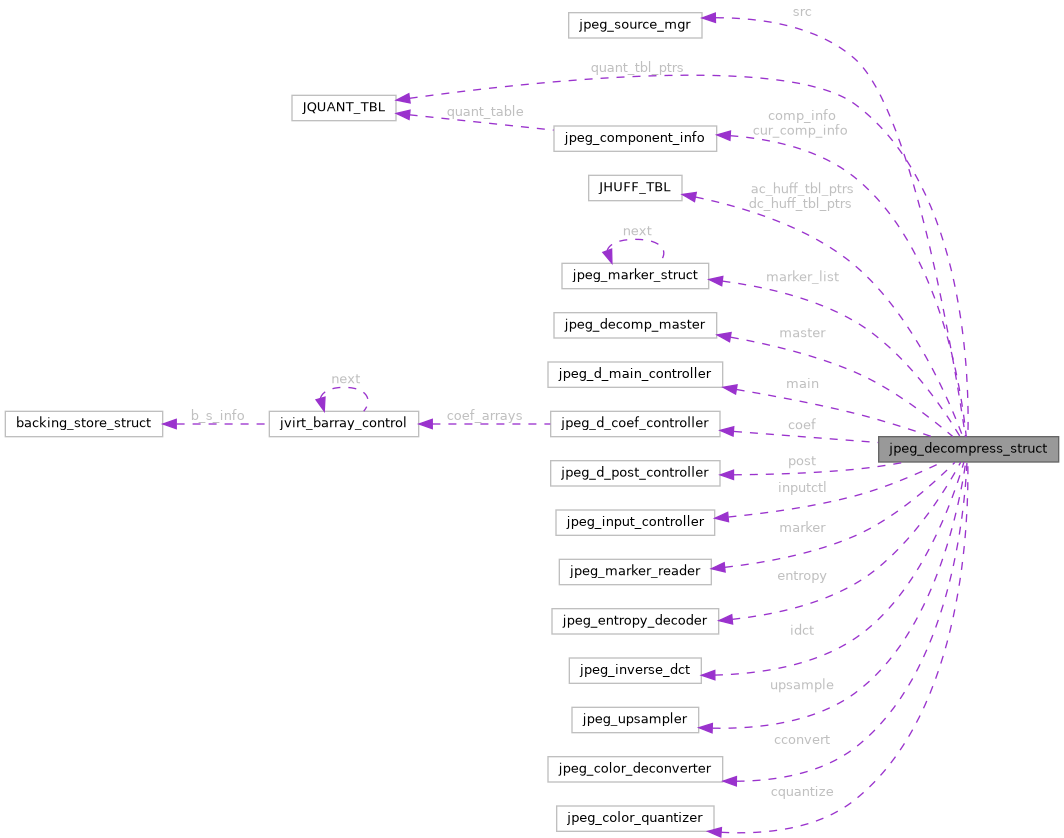 src
jpeg_source_mgr
quant_tbl_ptrs
JQUANT_TBL
quant_table
comp_info
cur_comp_info
jpeg_component_info
JHUFF_TBL
ac_huff_tbl_ptrs
dc_huff_tbl_ptrs
next
jpeg_marker_struct
marker_list
jpeg_decomp_master
master
jpeg_d_main_controller
main
next
backing_store_struct
b_s_info
jvirt_barray_control
coef_arrays
jpeg_d_coef_controller
coef
jpeg_decompress_struct
jpeg_d_post_controller
post
inputctl
jpeg_input_controller
marker
jpeg_marker_reader
entropy
jpeg_entropy_decoder
idct
jpeg_inverse_dct
upsample
jpeg_upsampler
cconvert
jpeg_color_deconverter
cquantize
jpeg_color_quantizer